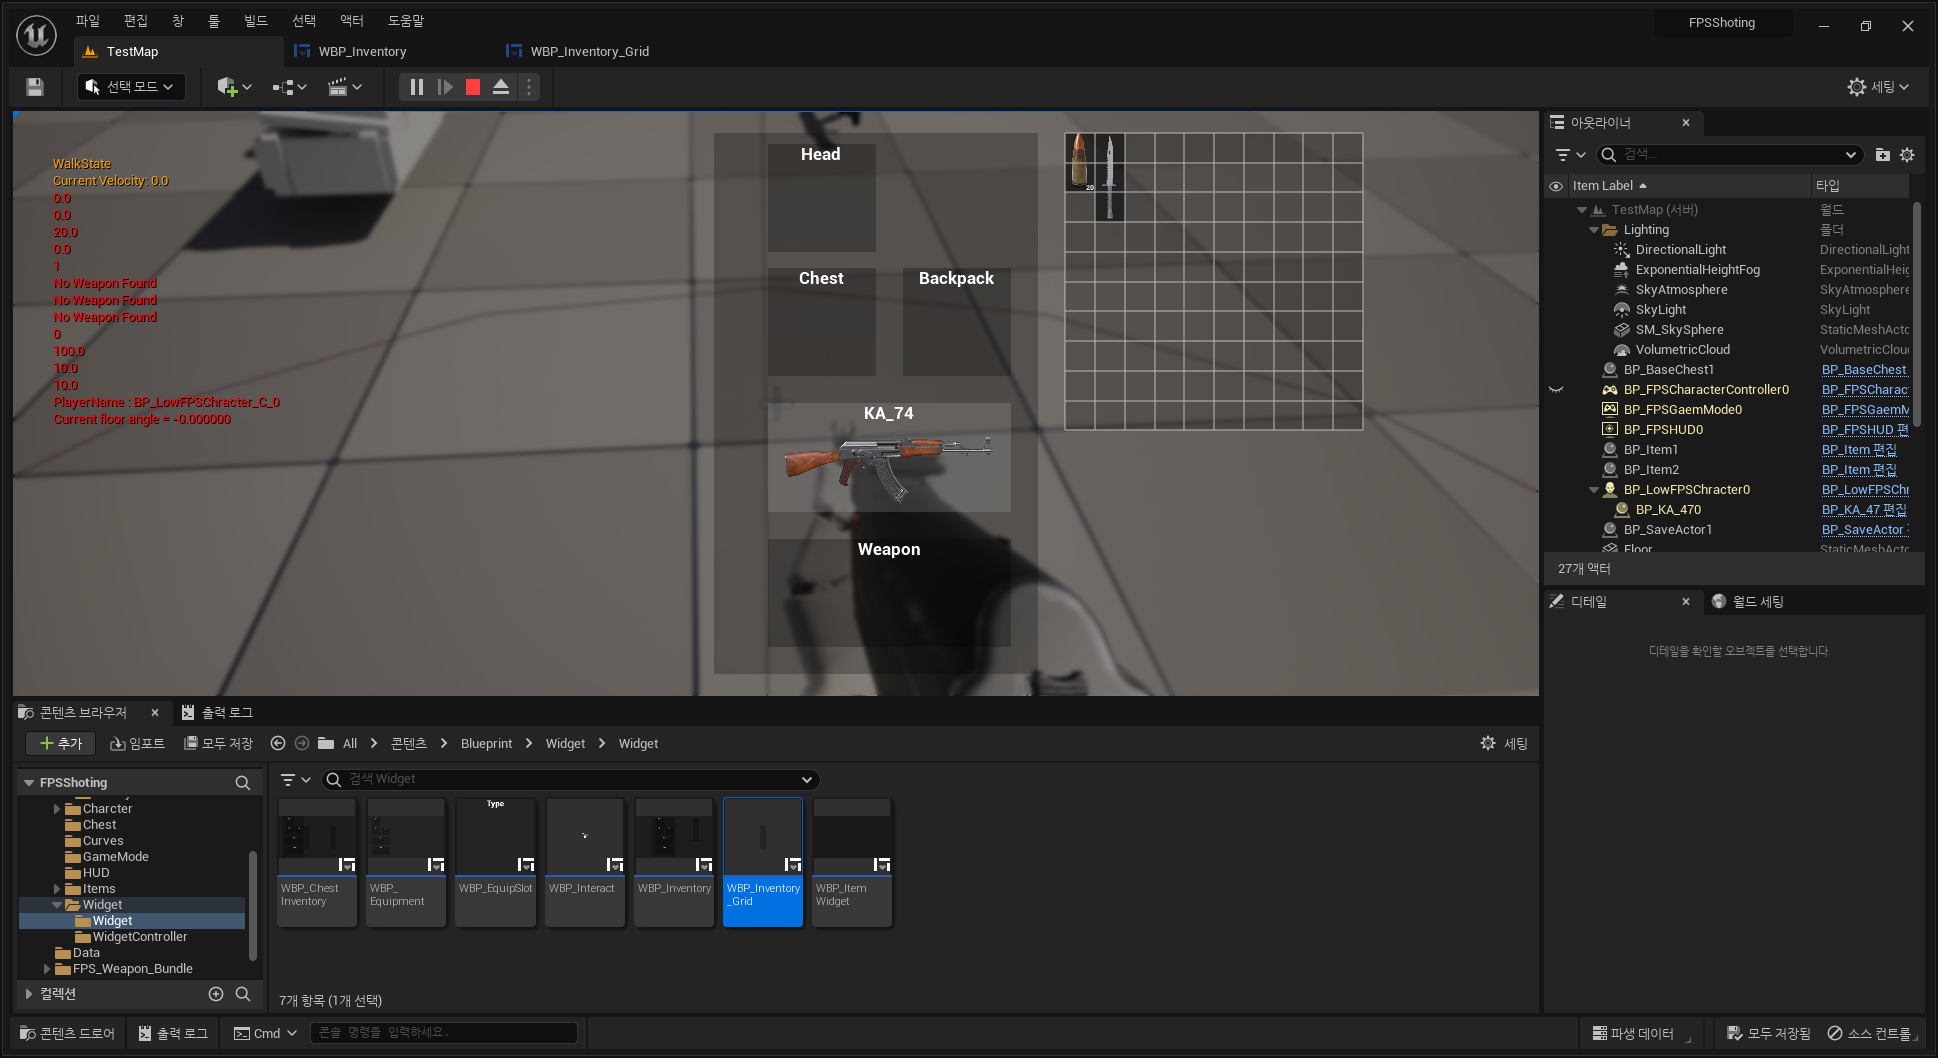 파일 편집 창 툴 빌드 선택 액터 도움말
FPSShoting
TestMap
WBP_Inventory
WBP_Inventory_Grid
선택 모드
세팅
WalkState
Current Velocity: 0.0
0.0
0.0
20.0
0.0
1
No Weapon Found
No Weapon Found
No Weapon Found
0
100.0
10.0
10.0
PlayerName : BP_LowFPSChracter_C_0
Current floor angle = -0.000000
Head
Chest
Backpack
KA_74
Weapon
20
아웃라이너
검색...
Item Label
타입
TestMap (서버) 월드
Lighting 폴더
DirectionalLight DirectionalLight
ExponentialHeightFog ExponentialHeig
SkyAtmosphere SkyAtmosphere
SkyLight SkyLight
SM_SkySphere StaticMeshActo
VolumetricCloud VolumetricClou
BP_BaseChest1 BP_BaseChest
BP_FPSCharacterController0 BP_FPSCharac
BP_FPSGaemMode0 BP_FPSGaemM
BP_FPSHUD0 BP_FPSHUD 편
BP_Item1 BP_Item 편집
BP_Item2 BP_Item 편집
BP_LowFPSChracter0 BP_LowFPSChr
BP_KA_470 BP_KA_47 편집
BP_SaveActor1 BP_SaveActor
Floor StaticMeshActo
27개 액터
디테일
월드 세팅
디테일을 확인할 오브젝트를 선택합니다.
콘텐츠 브라우저
출력 로그
추가
임포트
모두 저장
All
콘텐츠
Blueprint
Widget
Widget
세팅
FPSShoting
Charcter
Chest
Curves
GameMode
HUD
Items
Widget
Widget
WidgetController
Data
FPS_Weapon_Bundle
컬렉션
검색 Widget
Type
WBP_Chest
Inventory
WBP_
Equipment
WBP_EquipSlot
WBP_Interact
WBP_Inventory
WBP_Inventory
_Grid
WBP_Item
Widget
7개 항목 (1개 선택)
콘텐츠 드로어
출력 로그
Cmd
콘솔 명령을 입력하세요.
파생 데이터
모두 저장됨
소스 컨트롤